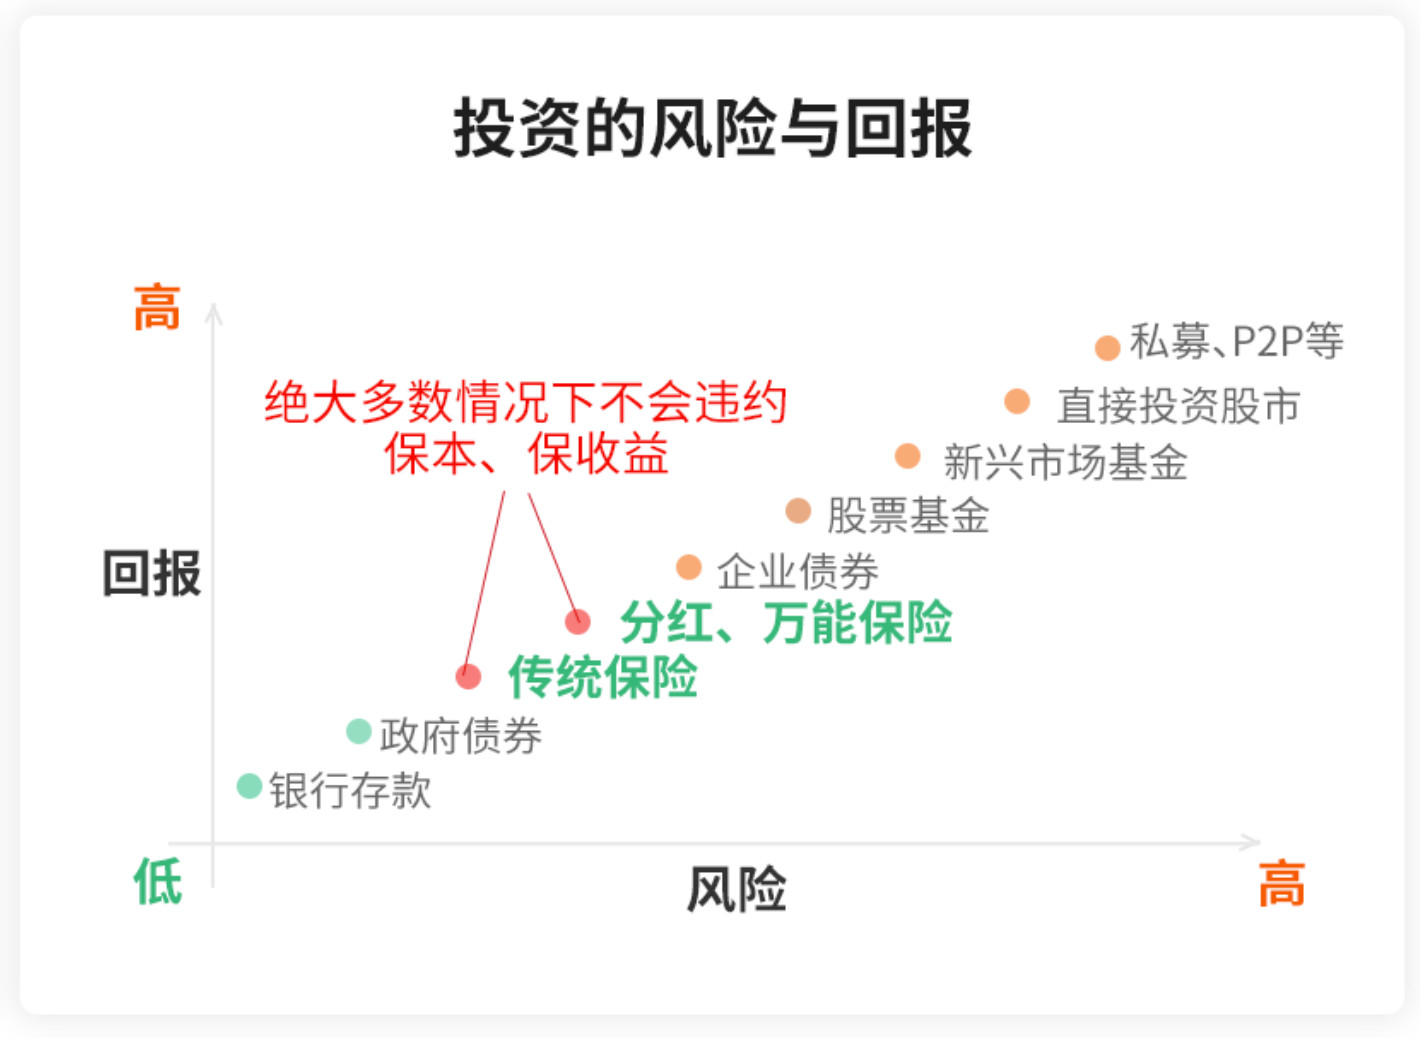 投资的风险与回报
高
私募、P2P等
绝大多数情况下不会违约
直接投资股市
保本、保收益
新兴市场基金
股票基金
回报
企业债券
分红、万能保险
传统保险
政府债券
银行存款
低
风险
高